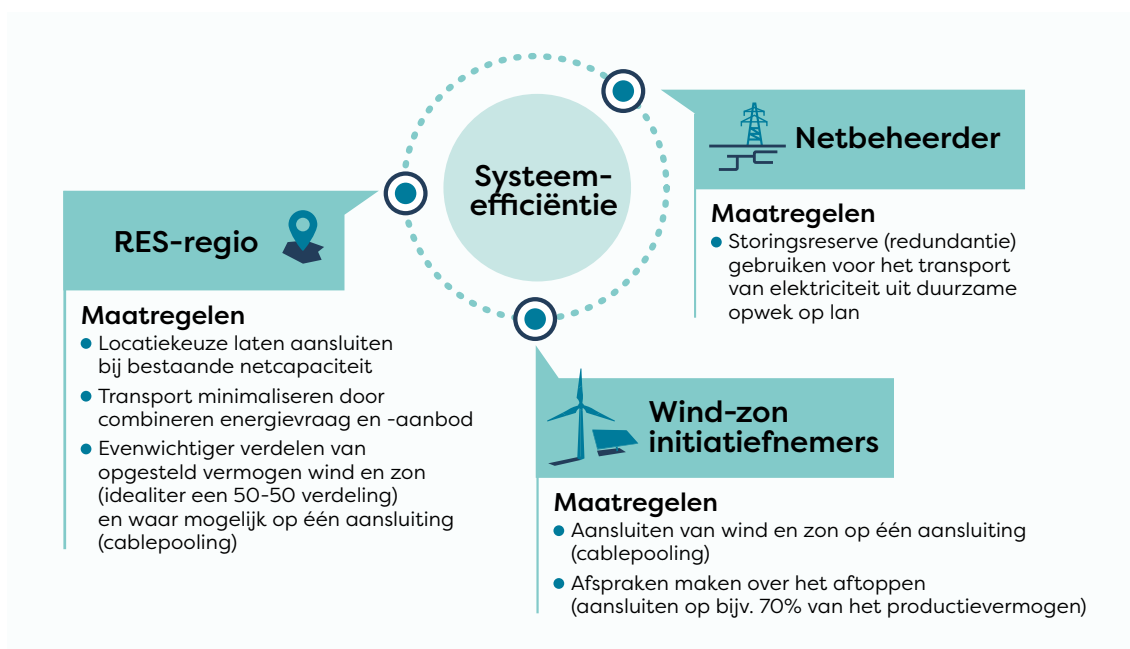 Systeem-
efficiëntie
Netbeheerder
Maatregelen
Storingsreserve (redundantie)
gebruiken voor het transport
van elektriciteit uit duurzame
opwek op lan
RES-regio
Maatregelen
Locatiekeuze laten aansluiten
bij bestaande netcapaciteit
Transport minimaliseren door
combineren energievraag en -aanbod
Evenwichtiger verdelen van
opgesteld vermogen wind en zon
(idealiter een 50-50 verdeling)
en waar mogelijk op één aansluiting
(cablepooling)
Wind-zon
initiatiefnemers
Maatregelen
Aansluiten van wind en zon op één aansluiting
(cablepooling)
Afspraken maken over het aftoppen
(aansluiten op bijv. 70% van het productievermogen)